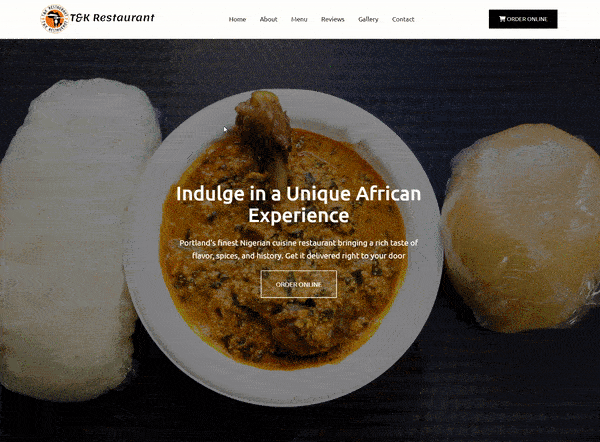 T&K Restaurant
Home About Menu Reviews Gallery Contact
ORDER ONLINE
Indulge in a Unique African
Experience
Portland's finest Nigerian cuisine restaurant bringing a rich taste of
flavor, spices, and history. Get it delivered right to your door
ORDER ONLINE